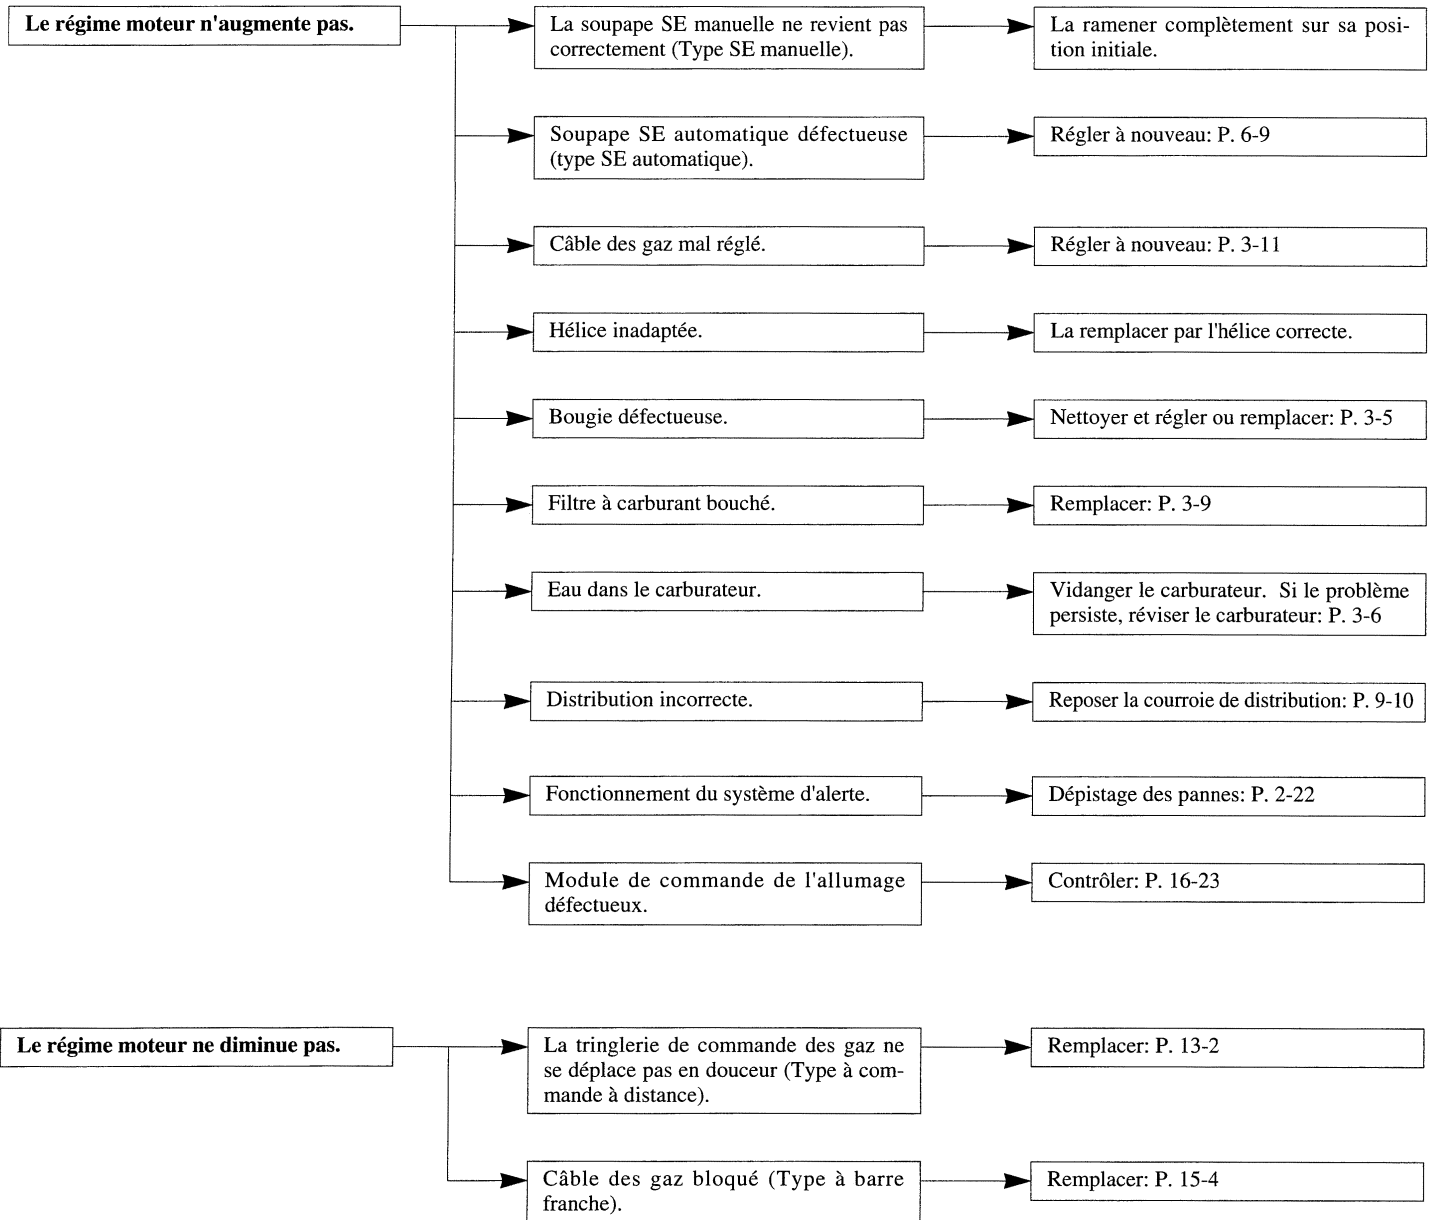 Le régime moteur n'augmente pas.
La soupape SE manuelle ne revient pas
correctement (Type SE manuelle).
La ramener complètement sur sa posi-
tion initiale.
Soupape SE automatique défectueuse
(type SE automatique).
Régler à nouveau: P. 6-9
Câble des gaz mal réglé.
Régler à nouveau: P. 3-11
Hélice inadaptée.
La remplacer par l'hélice correcte.
Bougie défectueuse.
Nettoyer et régler ou remplacer: P. 3-5
Filtre à carburant bouché.
Remplacer: P. 3-9
Eau dans le carburateur.
Vidanger le carburateur. Si le problème
persiste, réviser le carburateur: P. 3-6
Distribution incorrecte.
Reposer la courroie de distribution: P. 9-10
Fonctionnement du système d'alerte.
Dépistage des pannes: P. 2-22
Module de commande de l'allumage
défectueux.
Contrôler: P. 16-23
Le régime moteur ne diminue pas.
La tringlerie de commande des gaz ne
se déplace pas en douceur (Type à com-
mande à distance).
Remplacer: P. 13-2
Câble des gaz bloqué (Type à barre
franche).
Remplacer: P. 15-4